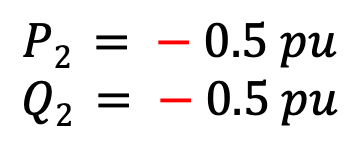 P₂ = − 0.5 pu
Q₂ = − 0.5 pu